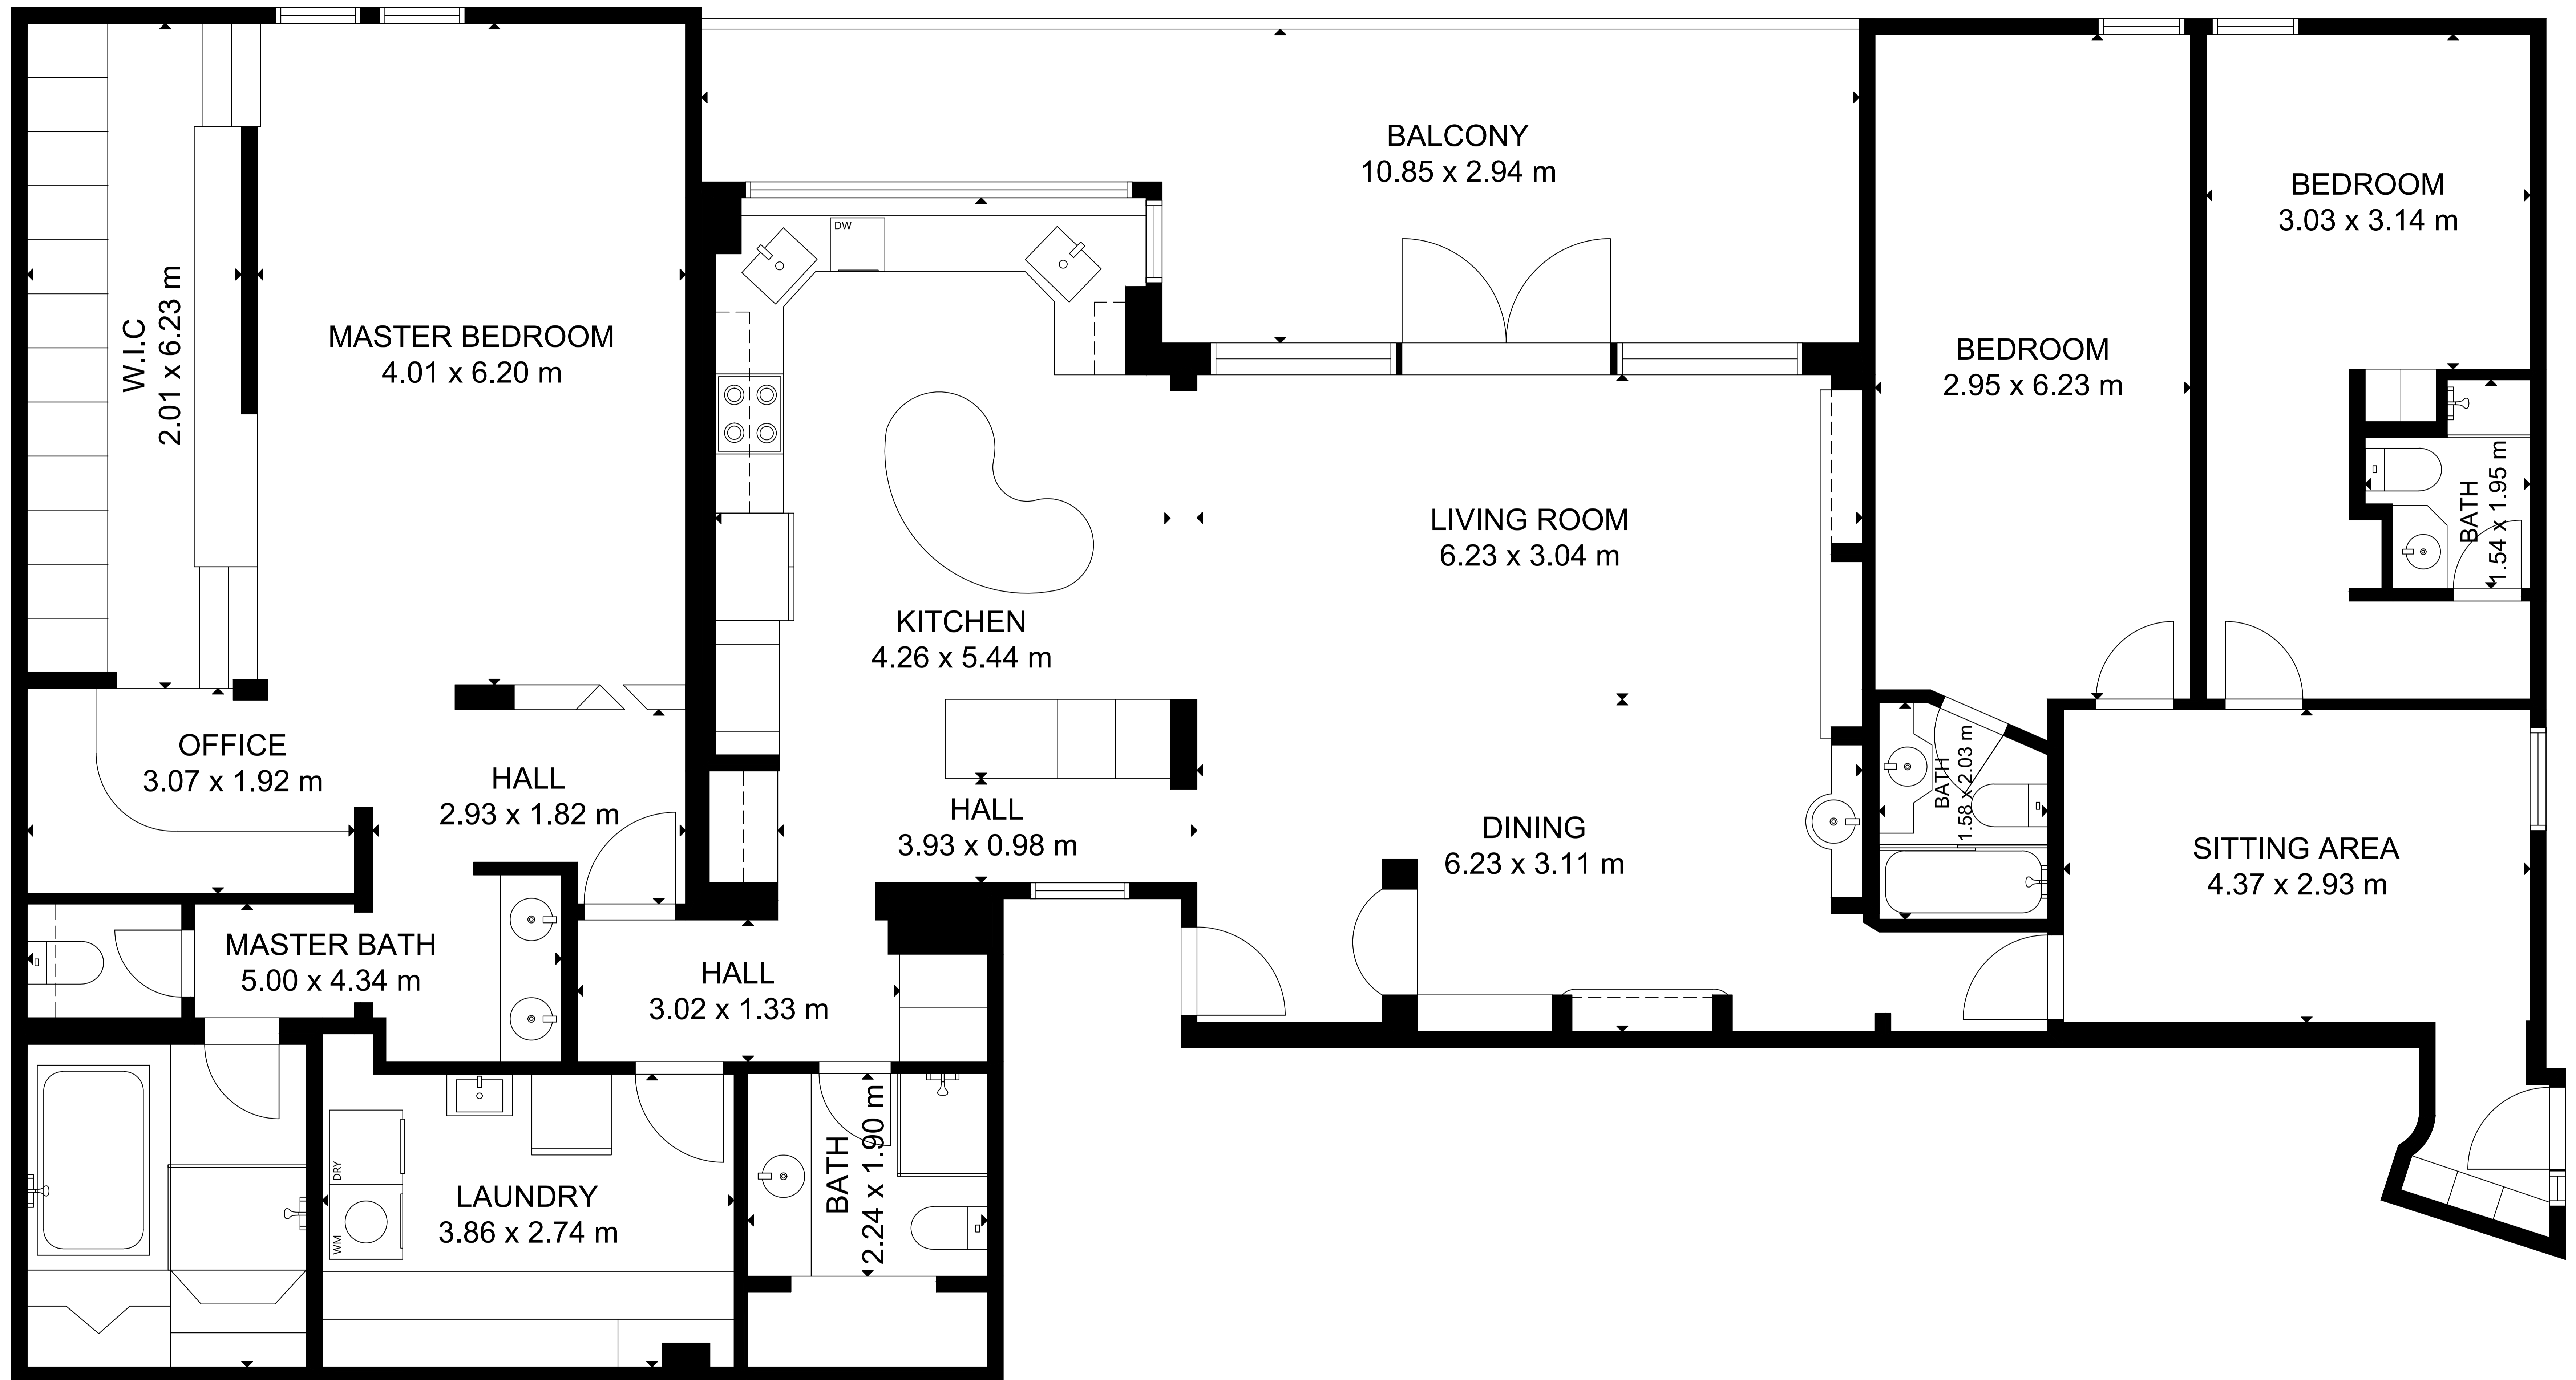 BALCONY
10.85 x 2.94 m
BEDROOM
3.03 x 3.14 m
DW
W.I.C
2.01 x 6.23 m
MASTER BEDROOM
4.01 x 6.20 m
BEDROOM
2.95 x 6.23 m
BATH
1.54 x 1.95 m
LIVING ROOM
6.23 x 3.04 m
KITCHEN
4.26 x 5.44 m
OFFICE
3.07 x 1.92 m
HALL
2.93 x 1.82 m
HALL
3.93 x 0.98 m
DINING
6.23 x 3.11 m
BATH
1.58 x 2.03 m
SITTING AREA
4.37 x 2.93 m
MASTER BATH
5.00 x 4.34 m
HALL
3.02 x 1.33 m
DRY
WM
LAUNDRY
3.86 x 2.74 m
BATH
2.24 x 1.90 m